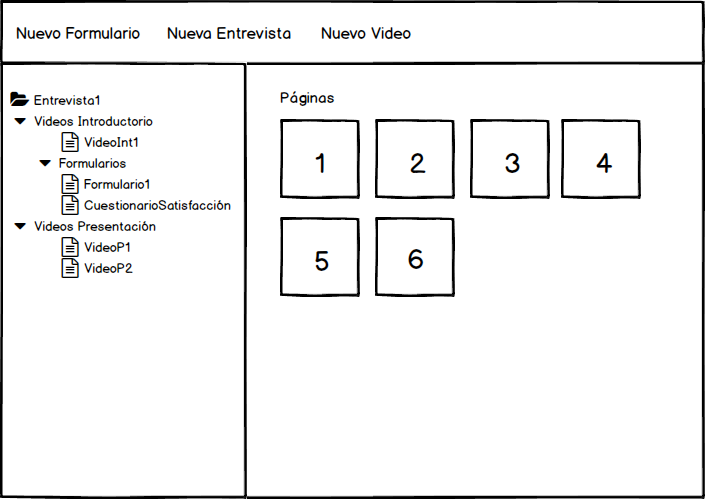 Nuevo Formulario Nueva Entrevista Nuevo Video
Entrevista1
Videos Introductorio
VideoInt1
Formularios
Formulario1
CuestionarioSatisfacción
Videos Presentación
VideoP1
VideoP2
Páginas
1 2 3 4
5 6